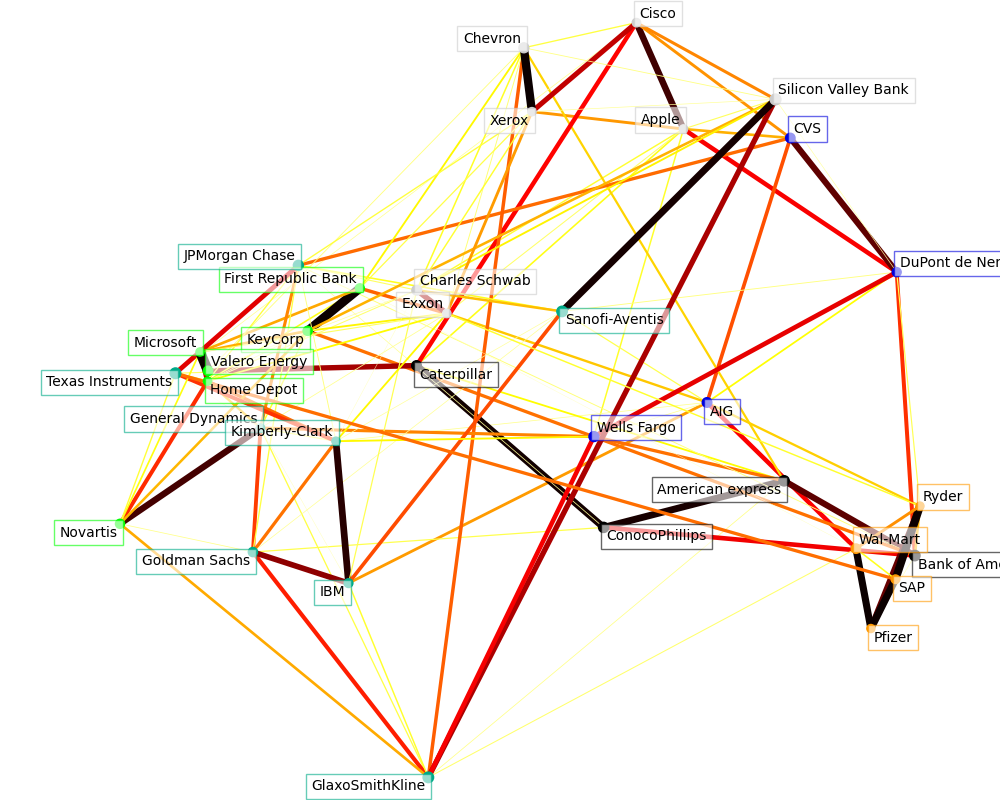 Cisco
Chevron
Silicon Valley Bank
Xerox
Apple
CVS
JPMorgan Chase
DuPont de Ner
First Republic Bank
Charles Schwab
Exxon
Sanofi-Aventis
KeyCorp
Microsoft
Valero Energy
Texas Instruments
Caterpillar
Home Depot
AIG
General Dynamics
Kimberly-Clark
Wells Fargo
American express
Ryder
Novartis
ConocoPhillips
Wal-Mart
Goldman Sachs
Bank of Ame
IBM
SAP
Pfizer
GlaxoSmithKline